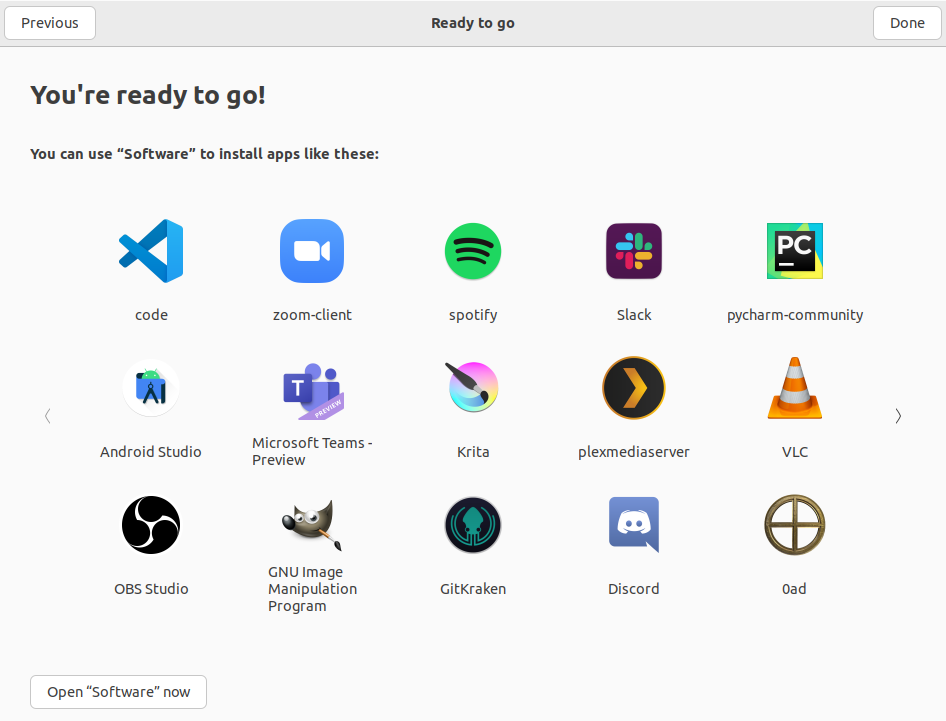 Previous
Ready to go
Done
You're ready to go!
You can use “Software” to install apps like these:
PC
code
zoom-client
spotify
Slack
pycharm-community
T
PREVIEW
Android Studio
Microsoft Teams -
Preview
Krita
plexmediaserver
VLC
OBS Studio
GNU Image
Manipulation
Program
GitKraken
Discord
0ad
Open “Software” now